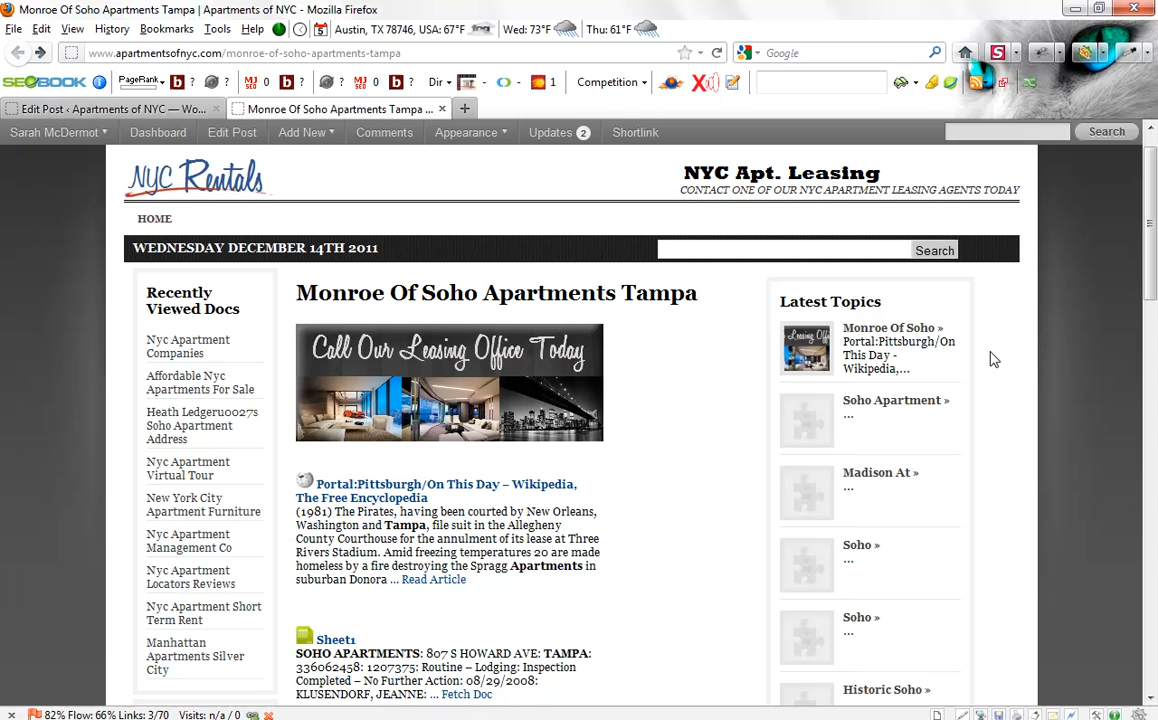 Monroe Of Soho Apartments Tampa | Apartments of NYC - Mozilla Firefox
File Edit View History Bookmarks Tools Help Austin, TX 78746, USA: 67°F Wed: 73°F Thu: 61°F
www.apartmentsofnyc.com/monroe-of-soho-apartments-tampa Google
SEOBOOK PageRank b ? ? MJ SEO 0 b ? ? MJ SEO 0 b ? Dir - - 1 Competition X
Edit Post ‹ Apartments of NYC — Wo... Monroe Of Soho Apartments Tampa ...
Sarah McDermot Dashboard Edit Post Add New Comments Appearance Updates 2 Shortlink Search
NYC Rentals
NYC Apt. Leasing
CONTACT ONE OF OUR NYC APARTMENT LEASING AGENTS TODAY
HOME
WEDNESDAY DECEMBER 14TH 2011 Search
Recently
Viewed Docs
Nyc Apartment
Companies
Affordable Nyc
Apartments For Sale
Heath Ledgeru0027s
Soho Apartment
Address
Nyc Apartment
Virtual Tour
New York City
Apartment Furniture
Nyc Apartment
Management Co
Nyc Apartment
Locators Reviews
Nyc Apartment Short
Term Rent
Manhattan
Apartments Silver
City
Monroe Of Soho Apartments Tampa
Call Our Leasing Office Today
Portal:Pittsburgh/On This Day – Wikipedia,
The Free Encyclopedia
(1981) The Pirates, having been courted by New Orleans,
Washington and Tampa, file suit in the Allegheny
County Courthouse for the annulment of its lease at Three
Rivers Stadium. Amid freezing temperatures 20 are made
homeless by a fire destroying the Spragg Apartments in
suburban Donora ... Read Article
Sheet1
SOHO APARTMENTS: 807 S HOWARD AVE: TAMPA:
336062458: 1207375: Routine – Lodging: Inspection
Completed – No Further Action: 08/29/2008:
KLUSENDORF, JEANNE: ... Fetch Doc
Latest Topics
Leasing Off
Monroe Of Soho »
Portal:Pittsburgh/On
This Day -
Wikipedia,...
Soho Apartment »
...
Madison At »
...
Soho »
...
Soho »
...
Historic Soho »
82% Flow: 66% Links: 3/70 Visits: n/a / 0